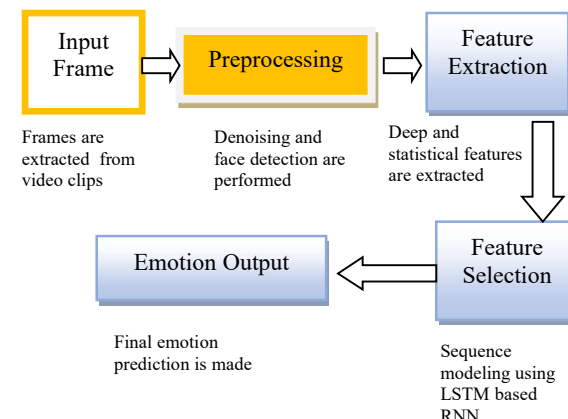 Input
Frame
Preprocessing
Feature
Extraction
Frames are
extracted from
video clips
Denoising and
face detection are
performed
Deep and
statistical features
are extracted
Feature
Selection
Sequence
modeling using
LSTM based
RNN
Emotion Output
Final emotion
prediction is made